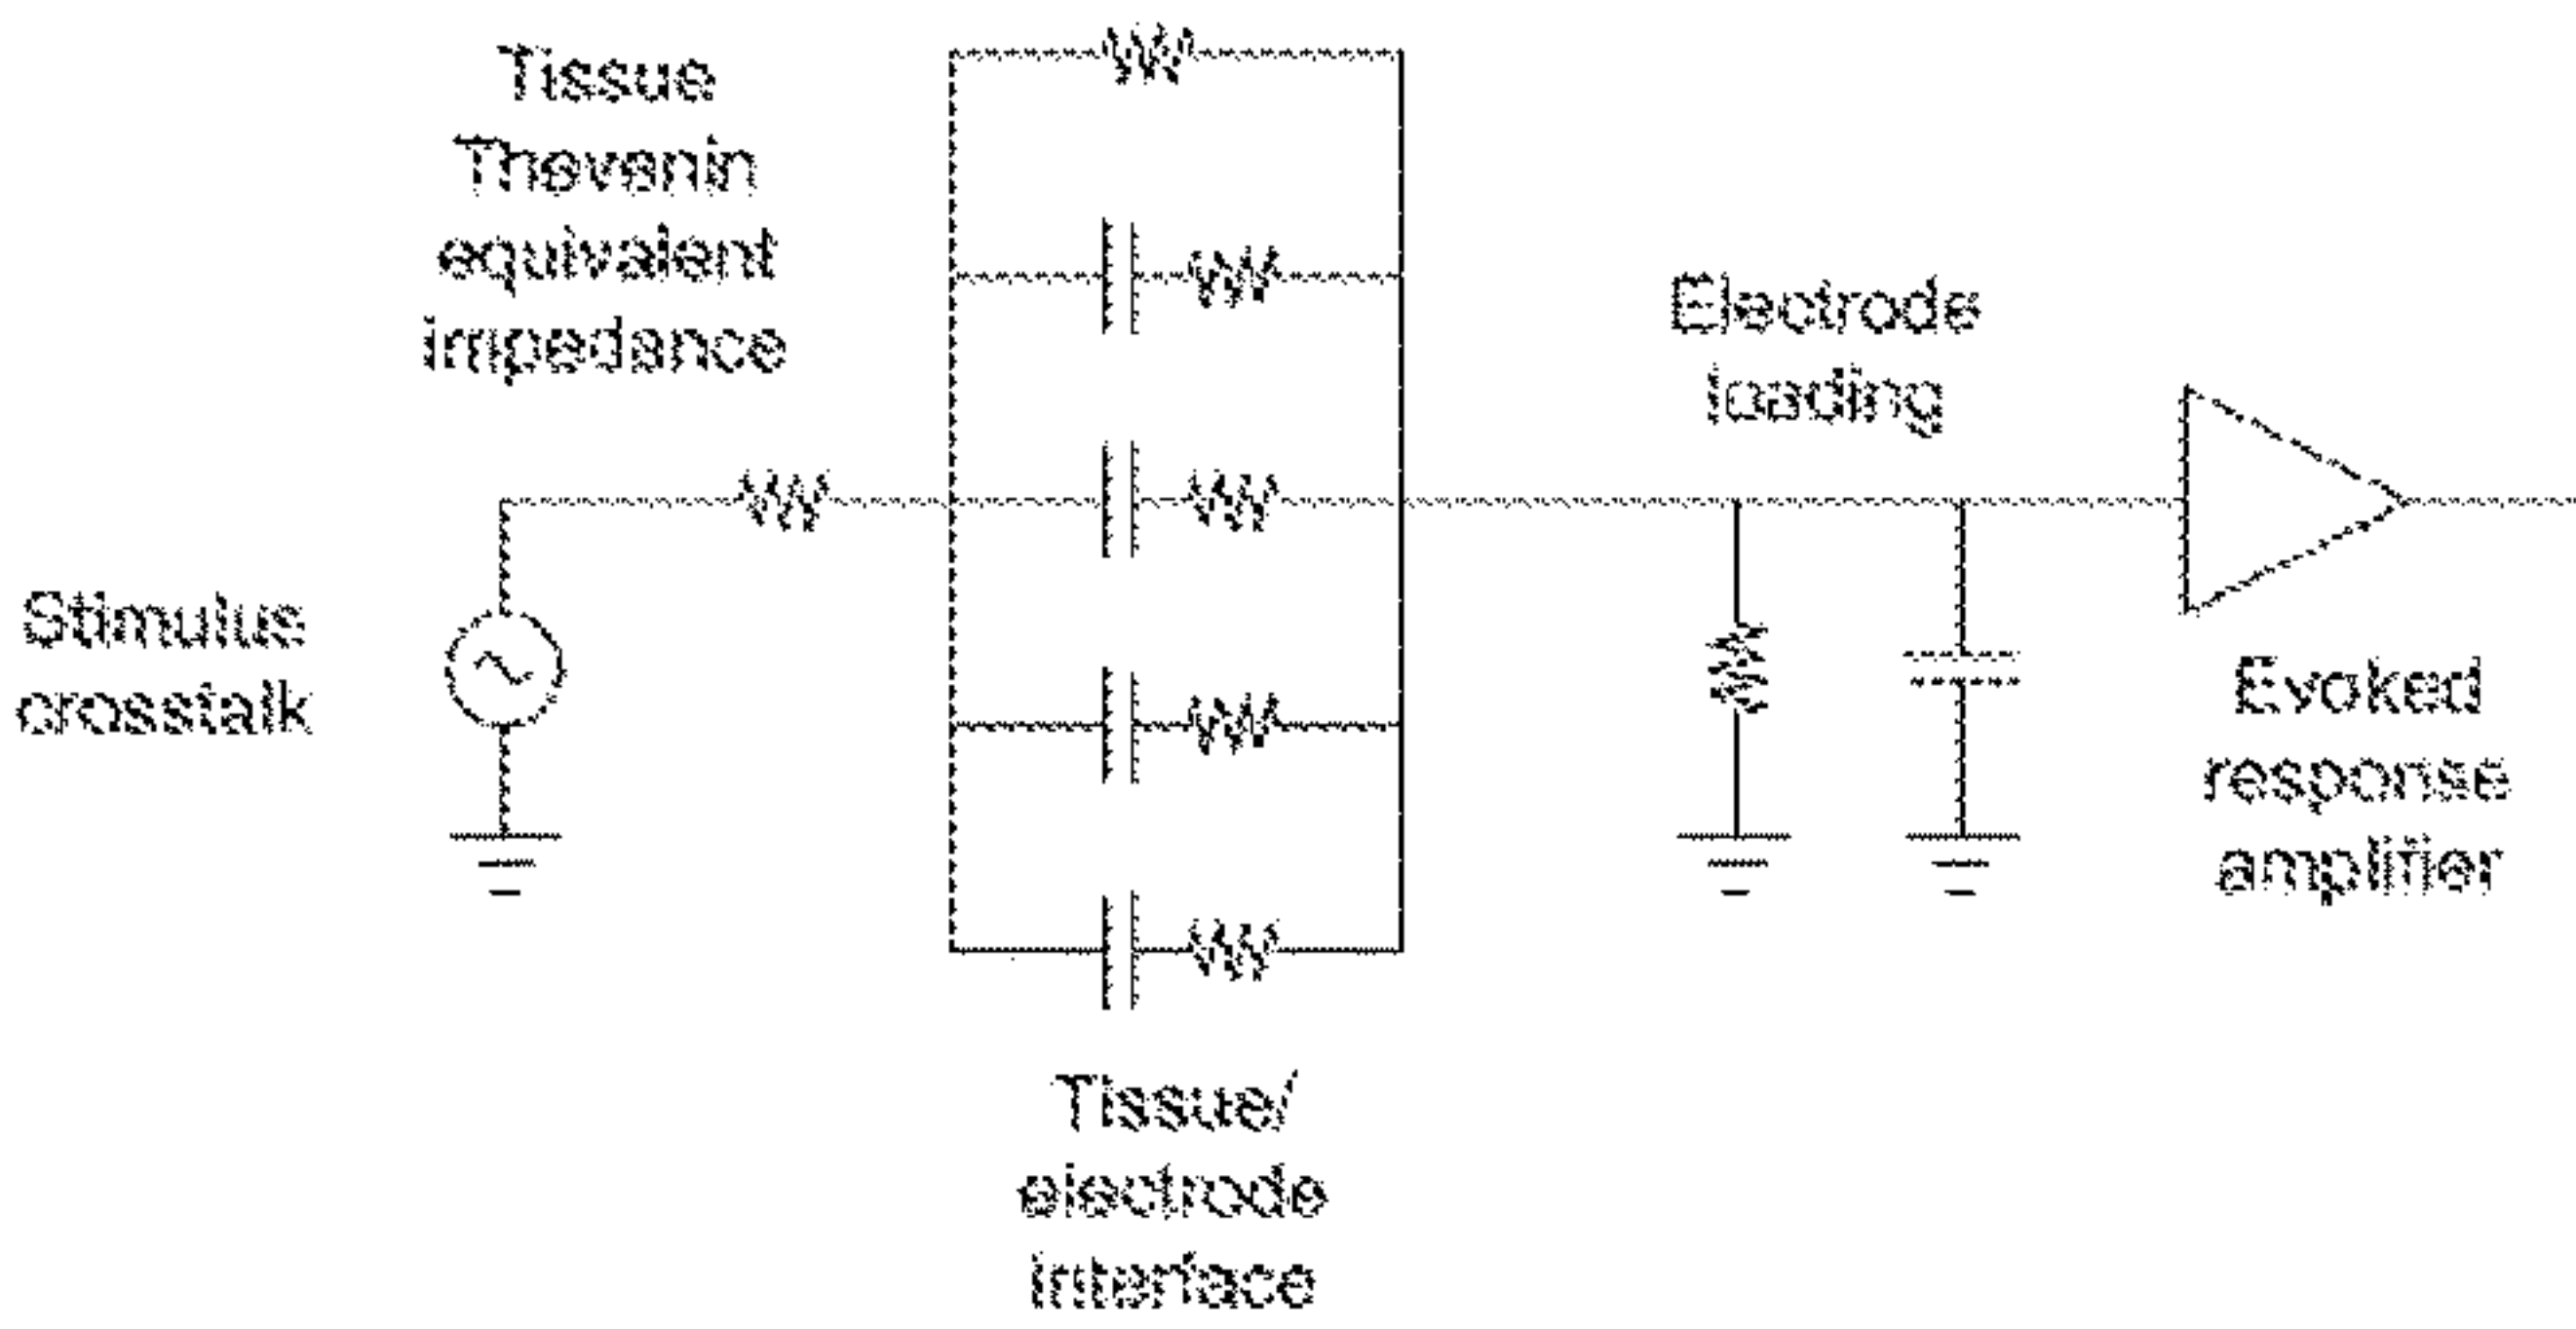 Tissue
Thevenin
equivalent
impedance
Electrode
loading
Stimulus
crosstalk
Evoked
response
amplifier
Tissue/
electrode
interface